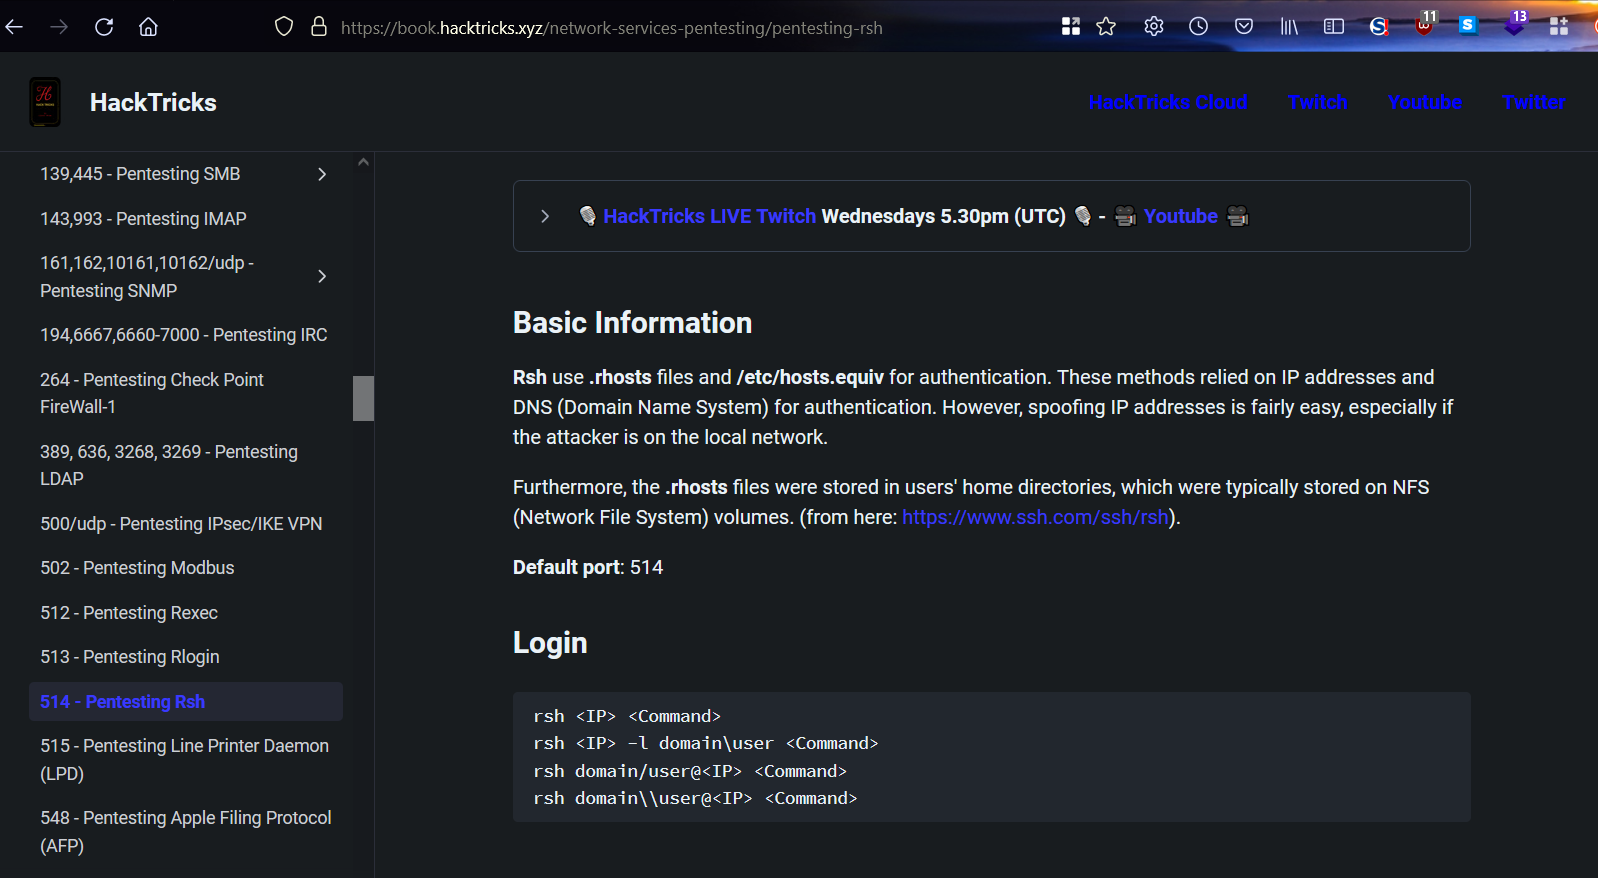 https://book.hacktricks.xyz/network-services-pentesting/pentesting-rsh
11
13
HackTricks
HackTricks Cloud
Twitch
Youtube
Twitter
139,445 - Pentesting SMB
143,993 - Pentesting IMAP
161,162,10161,10162/udp -
Pentesting SNMP
194,6667,6660-7000 - Pentesting IRC
264 - Pentesting Check Point
FireWall-1
389, 636, 3268, 3269 - Pentesting
LDAP
500/udp - Pentesting IPsec/IKE VPN
502 - Pentesting Modbus
512 - Pentesting Rexec
513 - Pentesting Rlogin
514 - Pentesting Rsh
515 - Pentesting Line Printer Daemon
(LPD)
548 - Pentesting Apple Filing Protocol
(AFP)
🎙️ HackTricks LIVE Twitch Wednesdays 5.30pm (UTC) 🎙️ - 🎥 Youtube 🎥
Basic Information
Rsh use .rhosts files and /etc/hosts.equiv for authentication. These methods relied on IP addresses and
DNS (Domain Name System) for authentication. However, spoofing IP addresses is fairly easy, especially if
the attacker is on the local network.
Furthermore, the .rhosts files were stored in users' home directories, which were typically stored on NFS
(Network File System) volumes. (from here: https://www.ssh.com/ssh/rsh).
Default port: 514
Login
rsh <IP> <Command>
rsh <IP> -l domain\user <Command>
rsh domain/user@<IP> <Command>
rsh domain\\user@<IP> <Command>